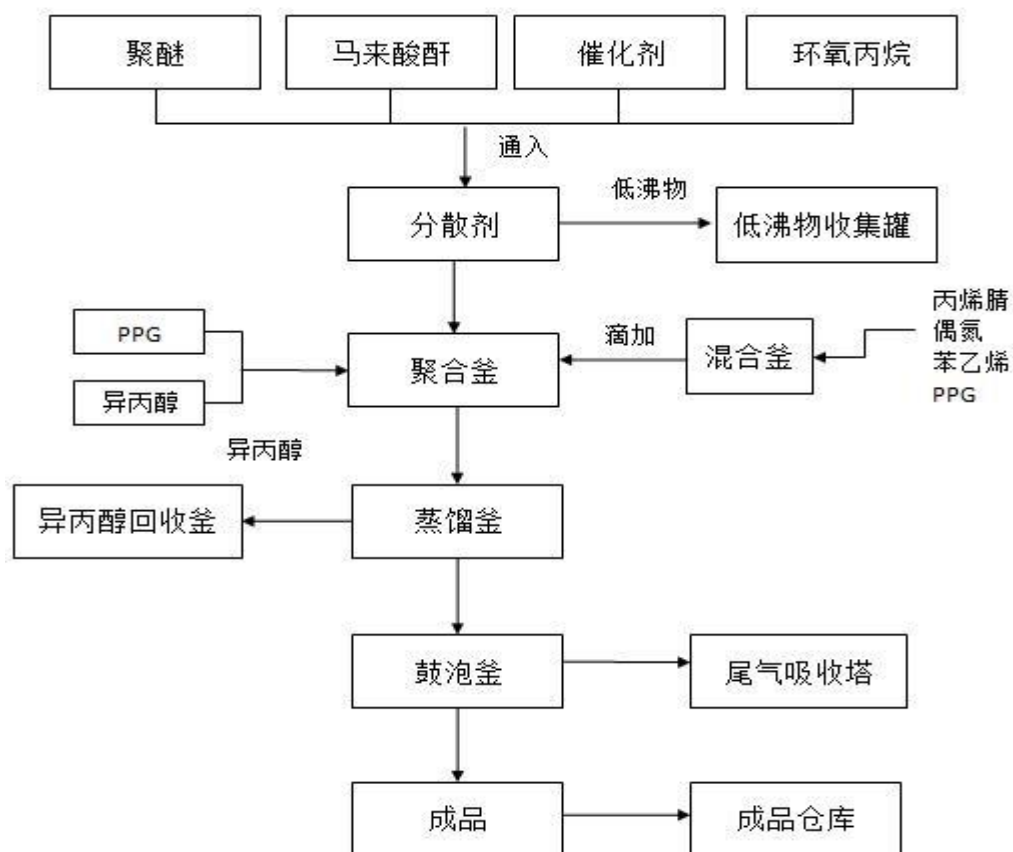 聚醚
马来酸酐
催化剂
环氧丙烷
通入
分散剂
低沸物
低沸物收集罐
PPG
异丙醇
聚合釜
滴加
混合釜
丙烯腈
偶氮
苯乙烯
PPG
异丙醇
异丙醇回收釜
蒸馏釜
鼓泡釜
尾气吸收塔
成品
成品仓库